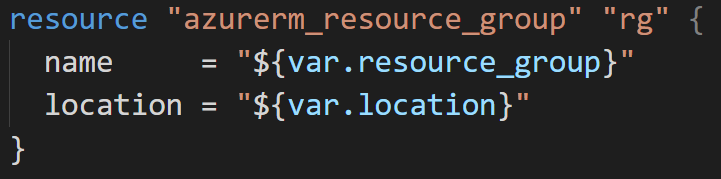 resource "azurerm_resource_group" "rg" {
  name     = "${var.resource_group}"
  location = "${var.location}"
}